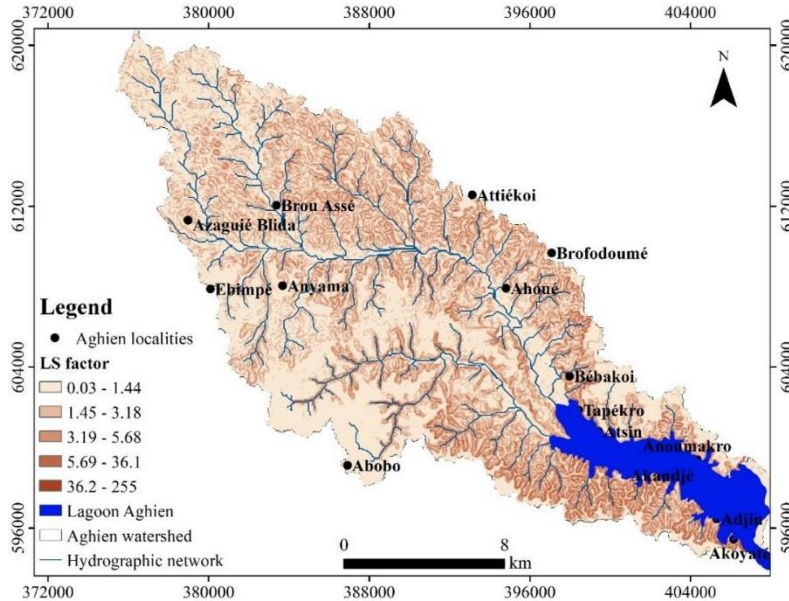 372000 380000 388000 396000 404000
620000 620000
N
Attiékoi
612000 612000
Brou Assé
Azaguié Blida
Brofodoumé
Ebimpé Anyama Ahoué
Legend
Aghien localities
LS factor
0.03 - 1.44
1.45 - 3.18
3.19 - 5.68
5.69 - 36.1
36.2 - 255
Lagoon Aghien
Aghien watershed
Hydrographic network
604000 604000
Bébakoi
Tapékro
Atsin
Anoumakro
Abobo
Akandjé
Adjin
596000 596000
Akoyaté
0 8
km
372000 380000 388000 396000 404000